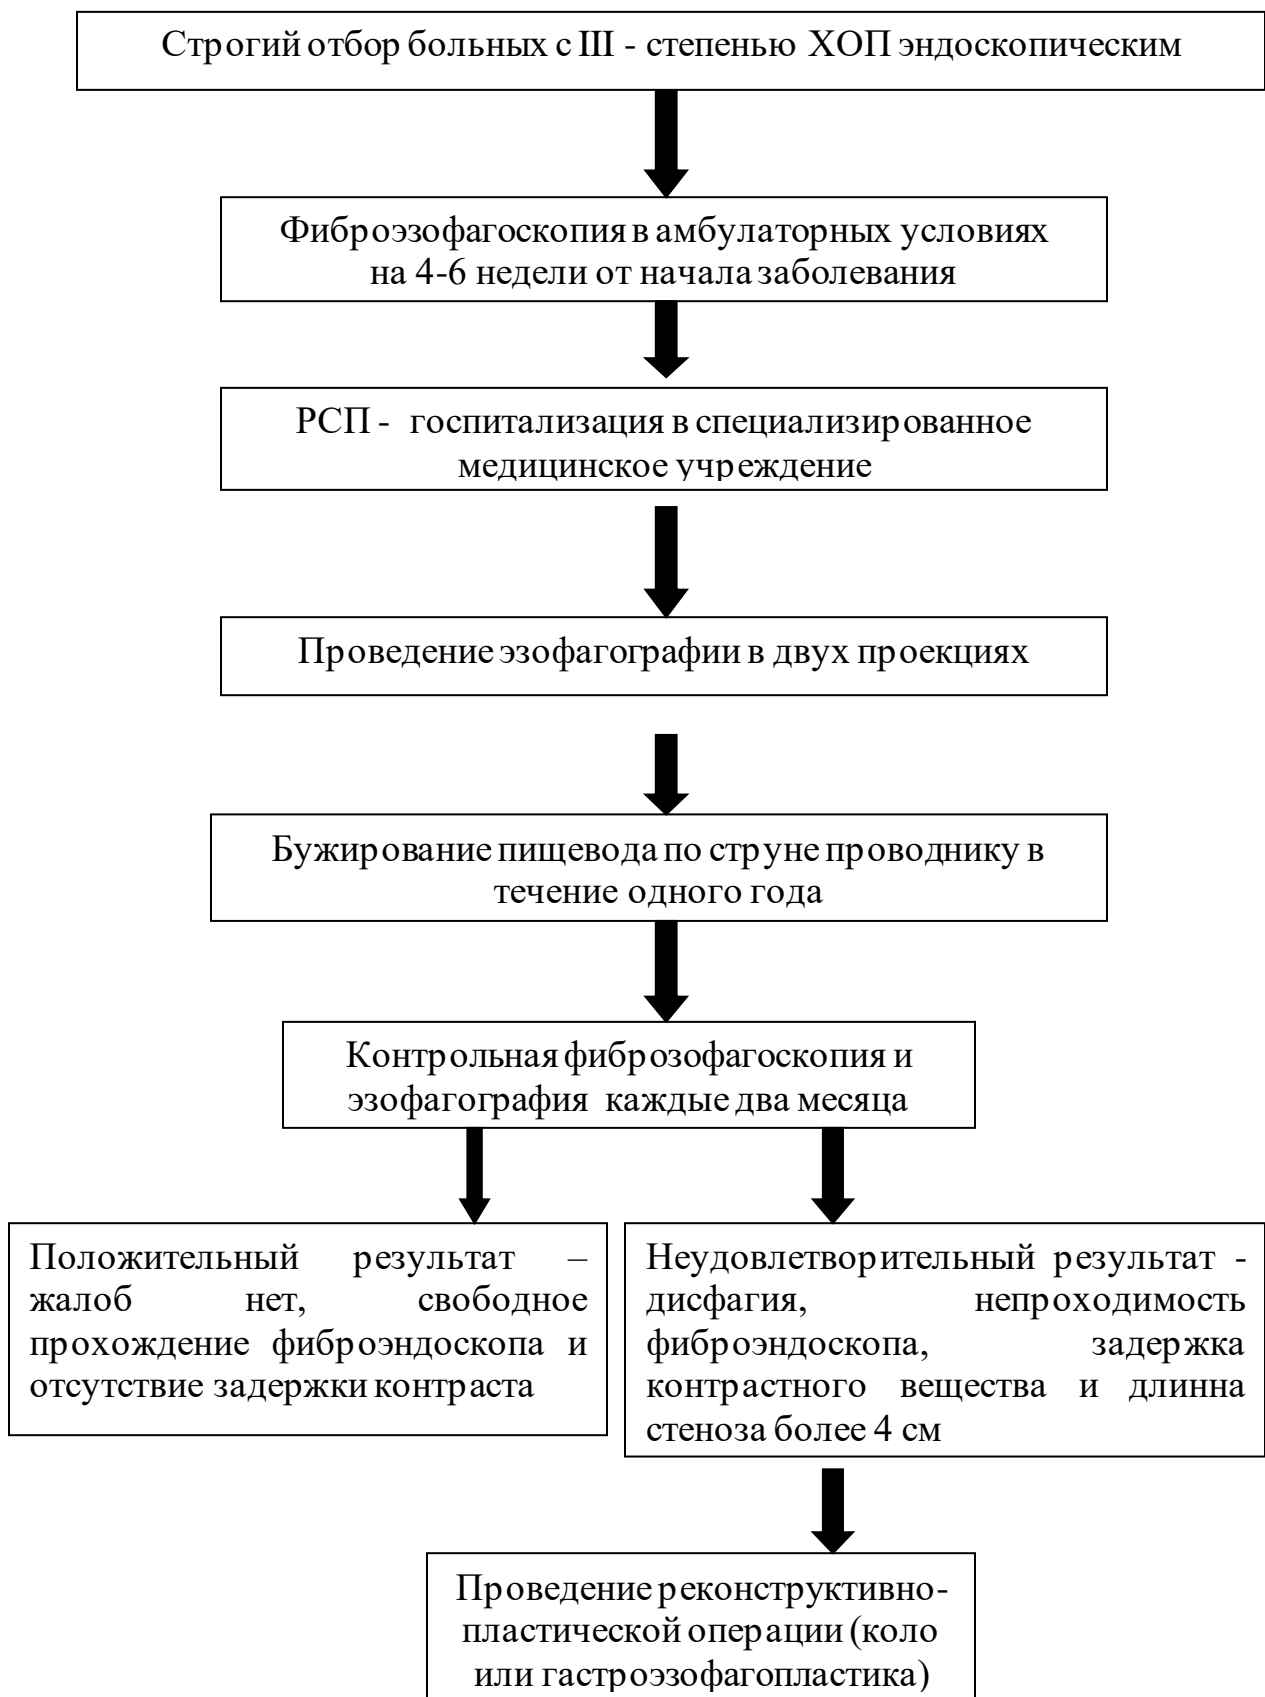 Строгий отбор больных с III - степенью ХОП эндоскопическим
Фиброэзофагоскопия в амбулаторных условиях
на 4-6 недели от начала заболевания
РСП - госпитализация в специализированное
медицинское учреждение
Проведение эзофагографии в двух проекциях
Бужирование пищевода по струне проводнику в
течение одного года
Контрольная фиброзофагоскопия и
эзофагография каждые два месяца
Положительный результат –
жалоб нет, свободное
прохождение фиброэндоскопа и
отсутствие задержки контраста
Неудовлетворительный результат -
дисфагия, непроходимость
фиброэндоскопа, задержка
контрастного вещества и длинна
стеноза более 4 см
Проведение реконструктивно-
пластической операции (коло
или гастроэзофагопластика)